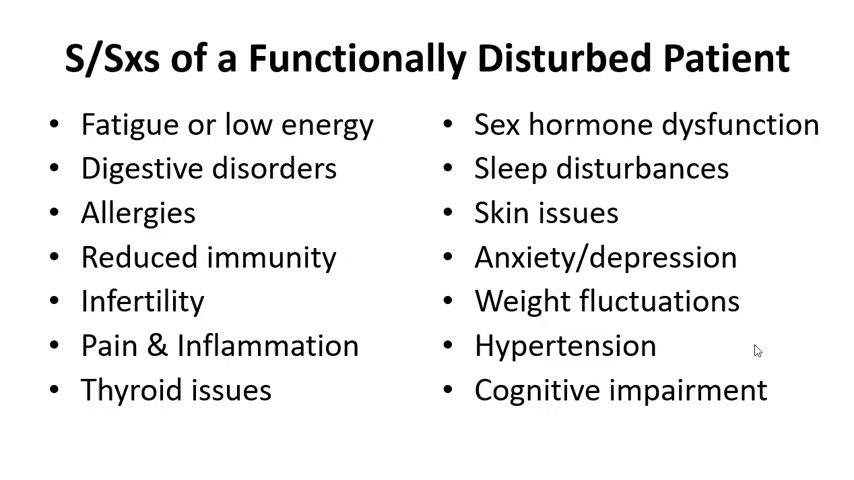 S/Sxs of a Functionally Disturbed Patient
• Fatigue or low energy
• Digestive disorders
• Allergies
• Reduced immunity
• Infertility
• Pain & Inflammation
• Thyroid issues
• Sex hormone dysfunction
• Sleep disturbances
• Skin issues
• Anxiety/depression
• Weight fluctuations
• Hypertension
• Cognitive impairment